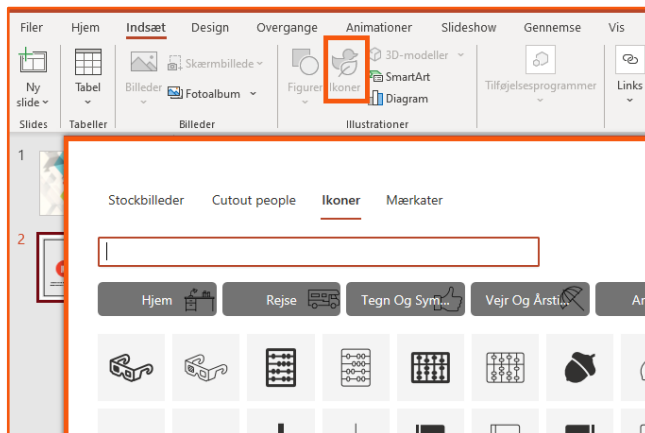 Filer Hjem Indsæt Design Overgange Animationer Slideshow Gennemse Vis
Ny slide
Tabel
Billeder
Skærmbillede
Fotoalbum
Figurer
Ikoner
3D-modeller
SmartArt
Diagram
Tilføjelsesprogrammer
Links
Slides Tabeller Billeder Illustrationer
1
2
Stockbilleder Cutout people Ikoner Mærkater
Hjem Rejse Tegn Og Sym... Vejr Og Årsti...